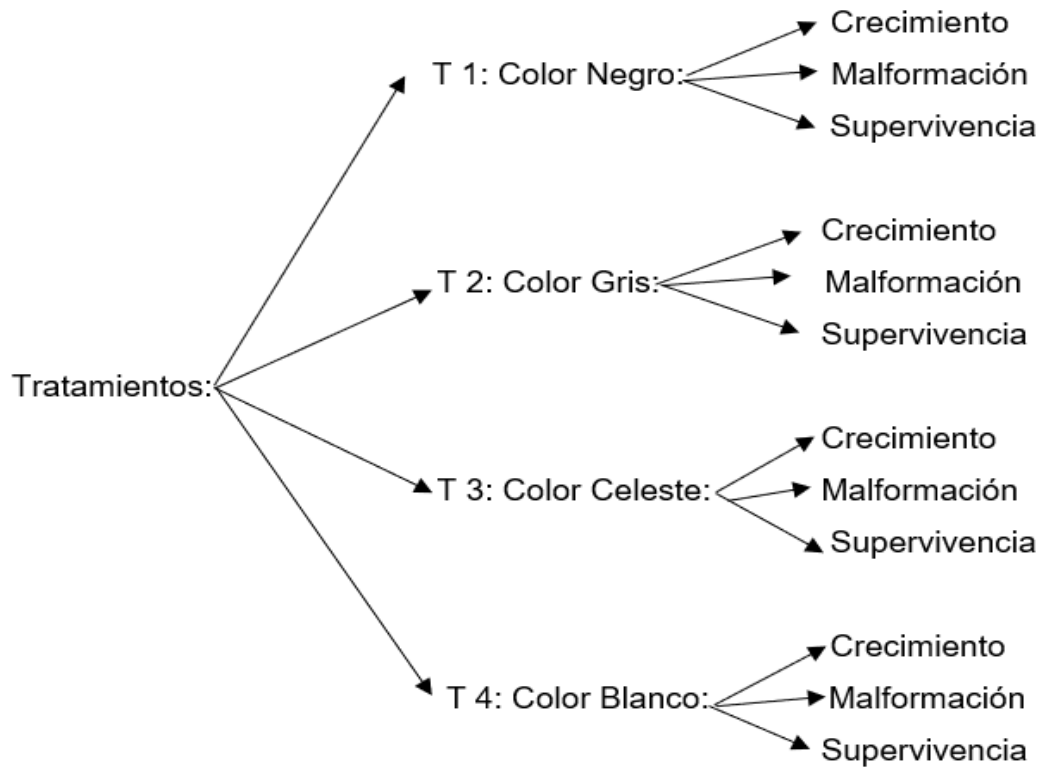 Crecimiento
T 1: Color Negro:
Malformación
Supervivencia
Crecimiento
T 2: Color Gris:
Malformación
Supervivencia
Tratamientos:
Crecimiento
T 3: Color Celeste:
Malformación
Supervivencia
Crecimiento
T 4: Color Blanco:
Malformación
Supervivencia